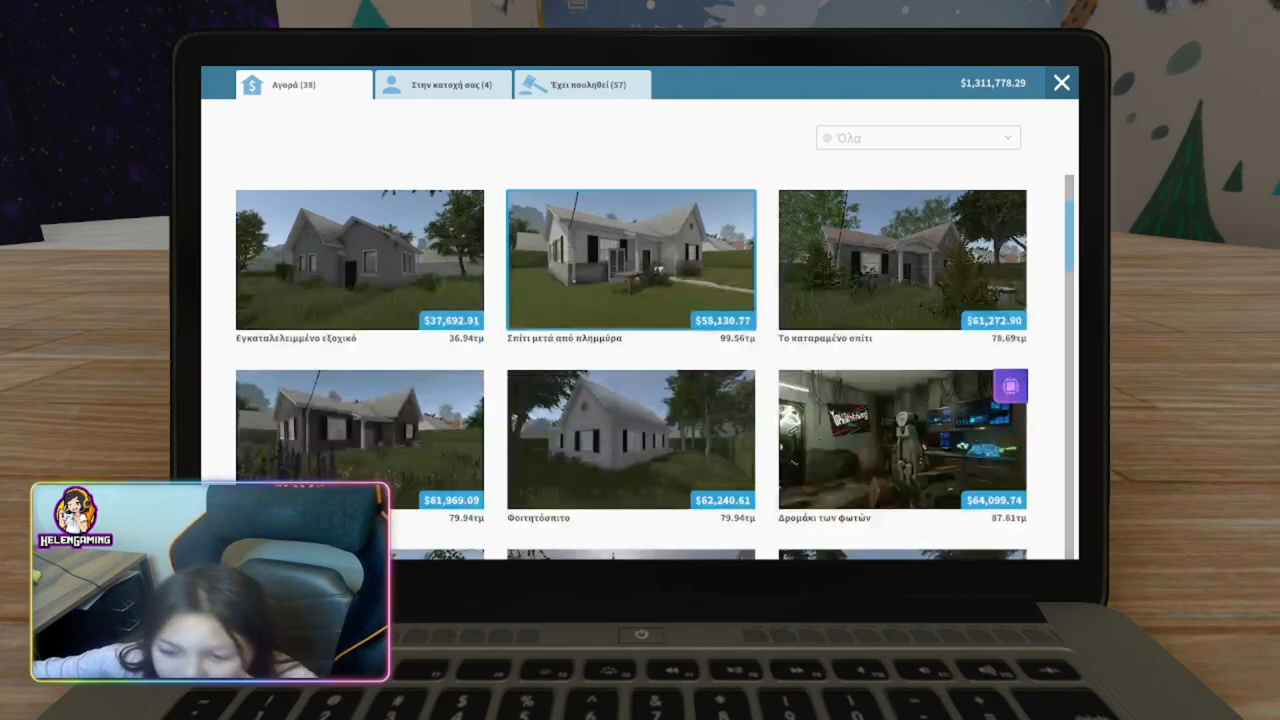 Αγορά (38)
Στην κατοχή σας (4)
Έχει πουληθεί (57)
$1,311,778.29
Όλα
$37,692.91
$58,130.77
$61,272.90
Εγκαταλελειμμένο εξοχικό
36.94τμ
Σπίτι μετά από πλημμύρα
99.56τμ
Το καταραμένο σπίτι
78.69τμ
$61,969.09
$62,240.61
$64,099.74
79.94τμ
Φοιτητόσπιτο
79.94τμ
Δρομάκι των φωτών
87.81τμ
HELENGAMING